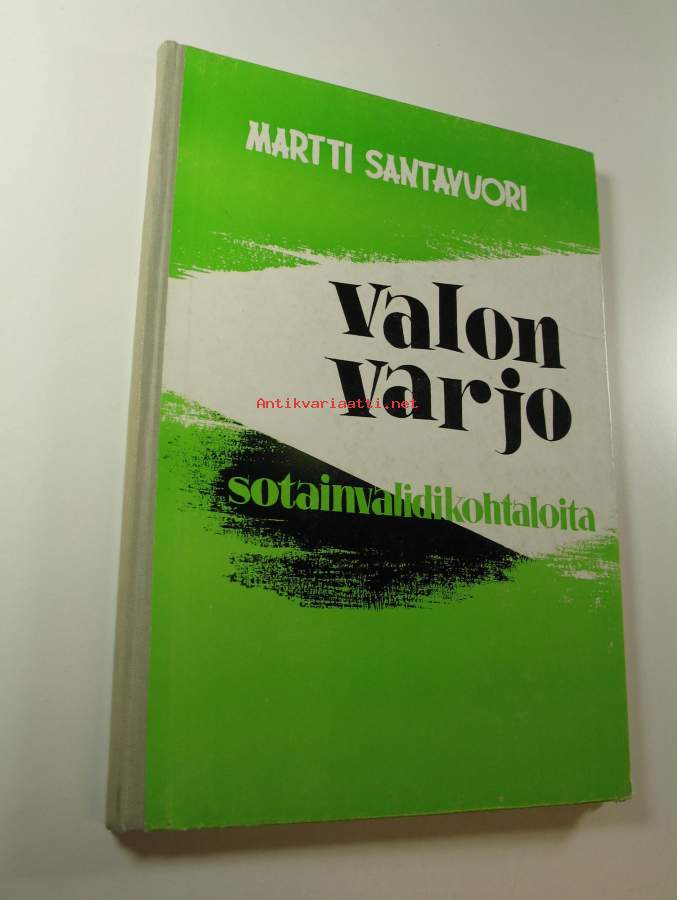 MARTTI SANTAVUORI
valon
varjo
Antikvariaatti.net
sotainvalidikohtaloita